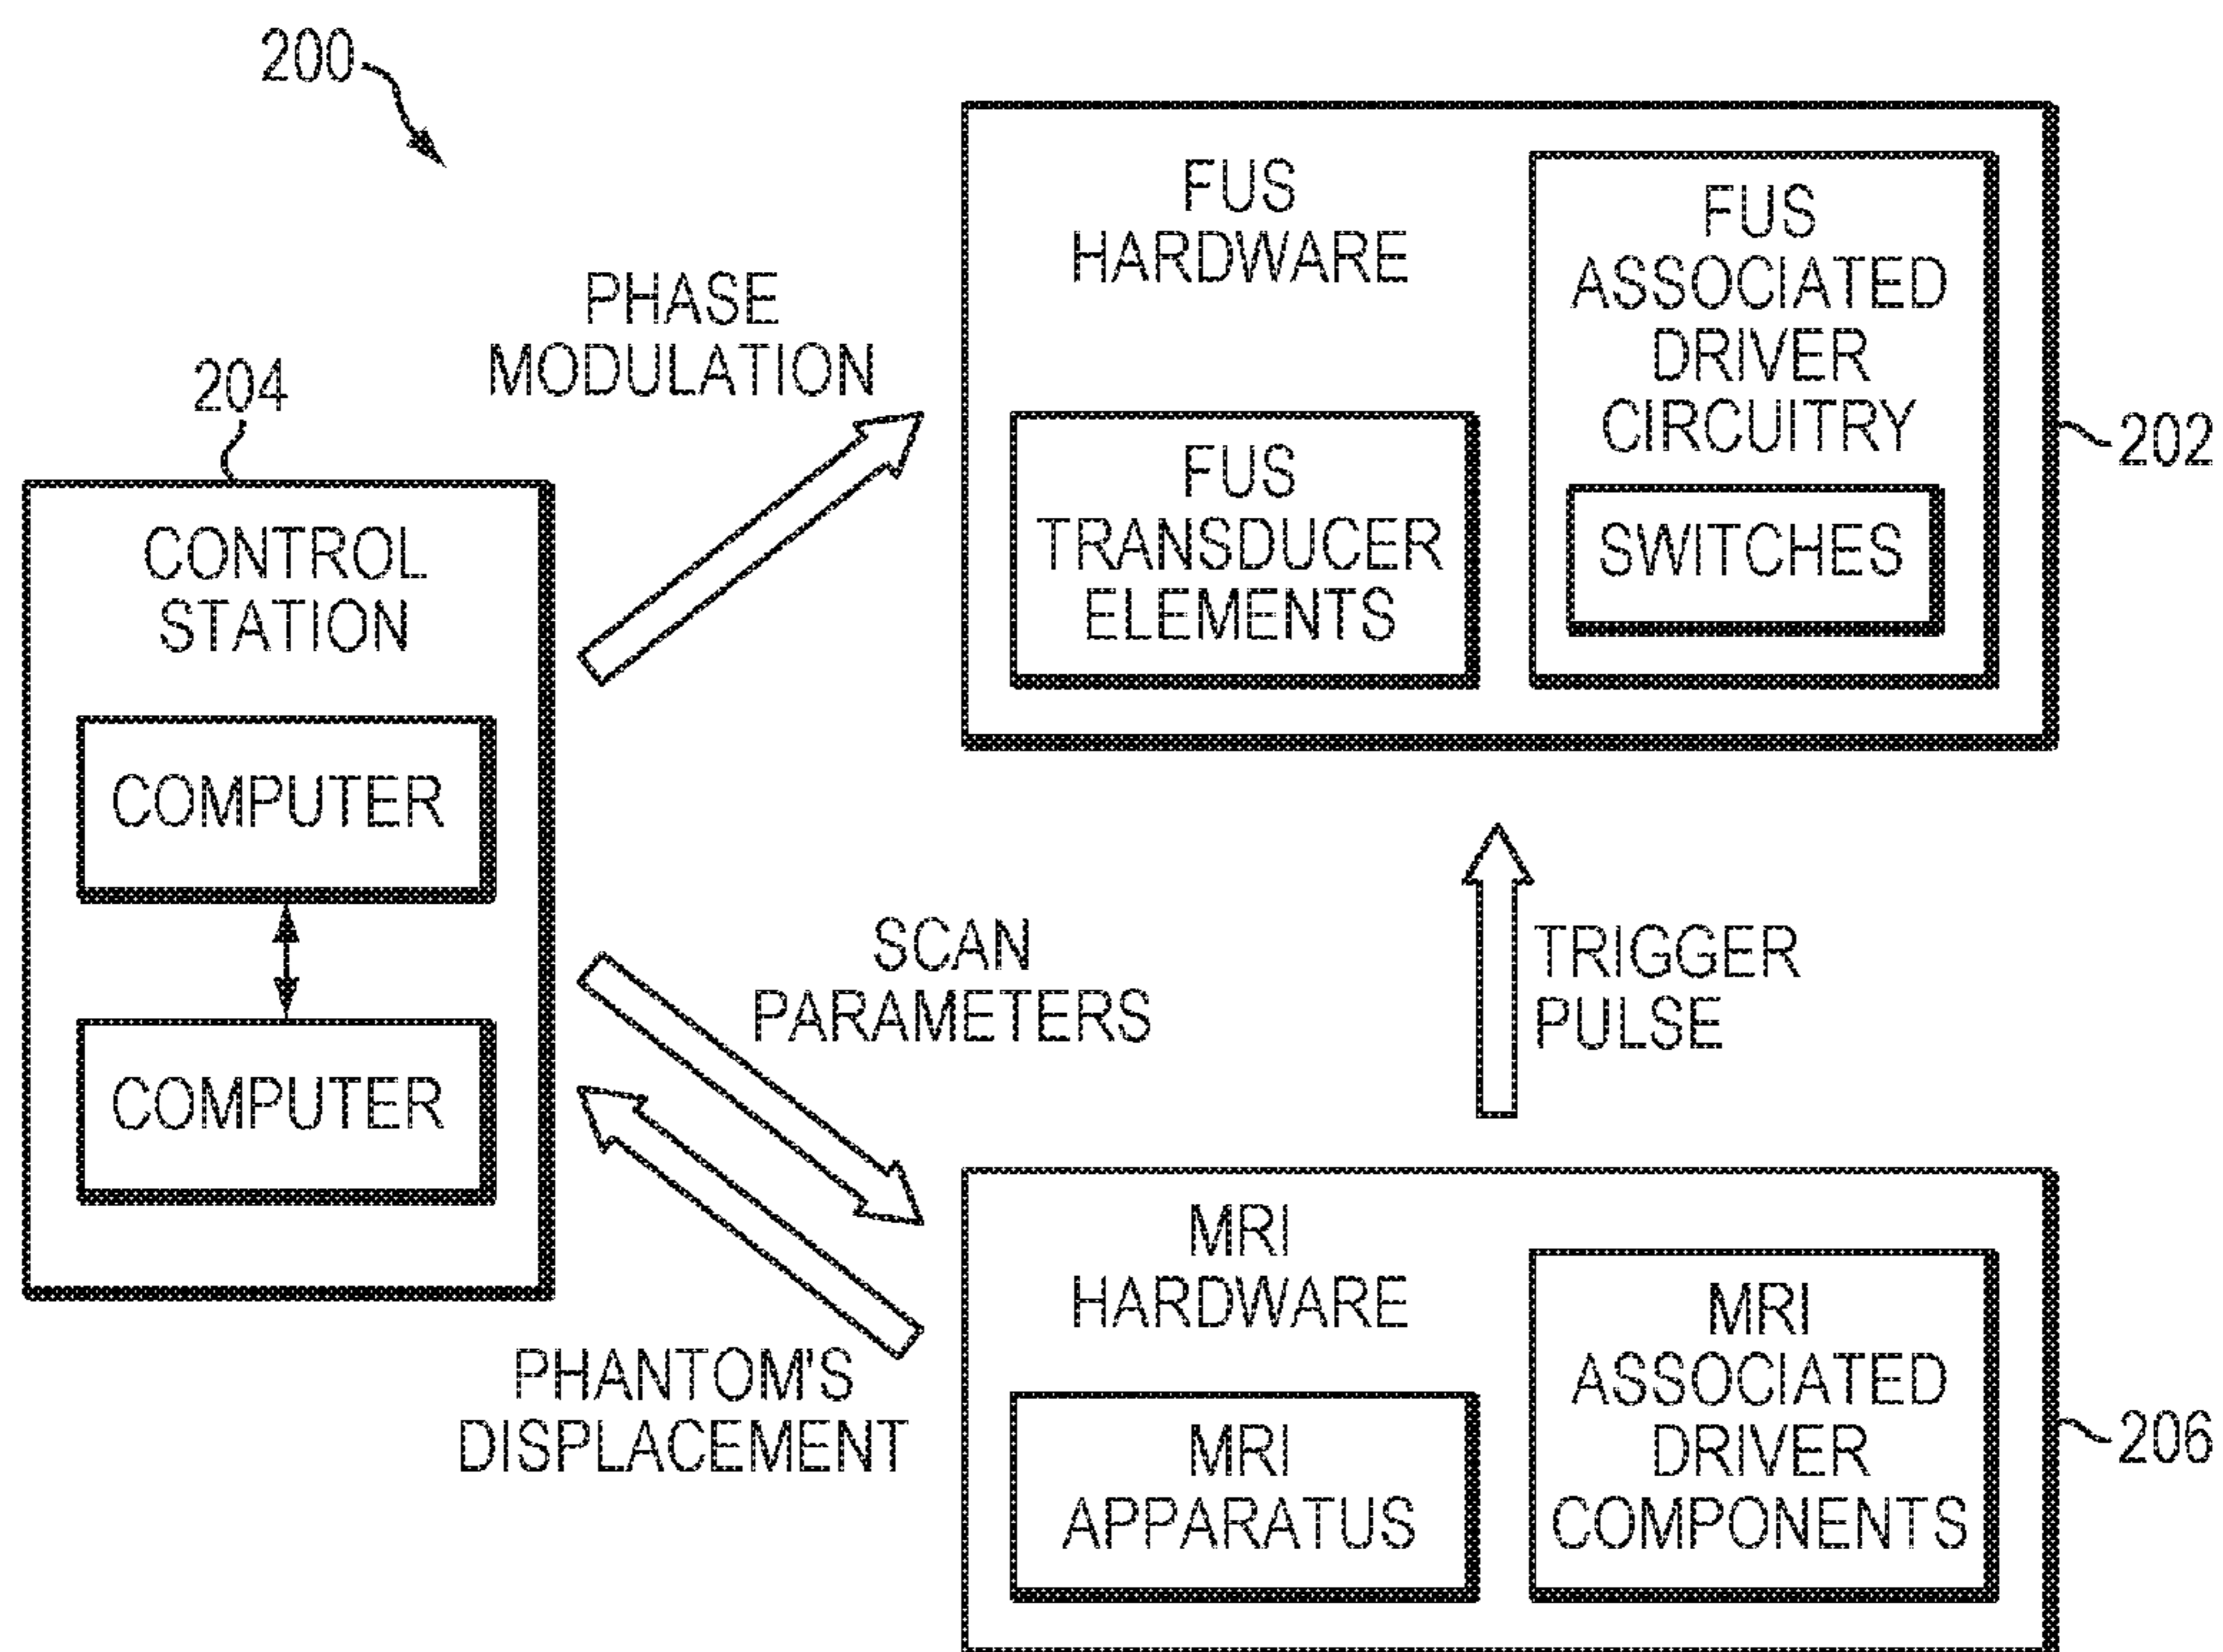 200
PHASE
MODULATION
204
CONTROL
STATION
COMPUTER
COMPUTER
FUS
HARDWARE
FUS
TRANSDUCER
ELEMENTS
FUS
ASSOCIATED
DRIVER
CIRCUITRY
SWITCHES
202
SCAN
PARAMETERS
TRIGGER
PULSE
PHANTOM'S
DISPLACEMENT
MRI
HARDWARE
MRI
APPARATUS
MRI
ASSOCIATED
DRIVER
COMPONENTS
206